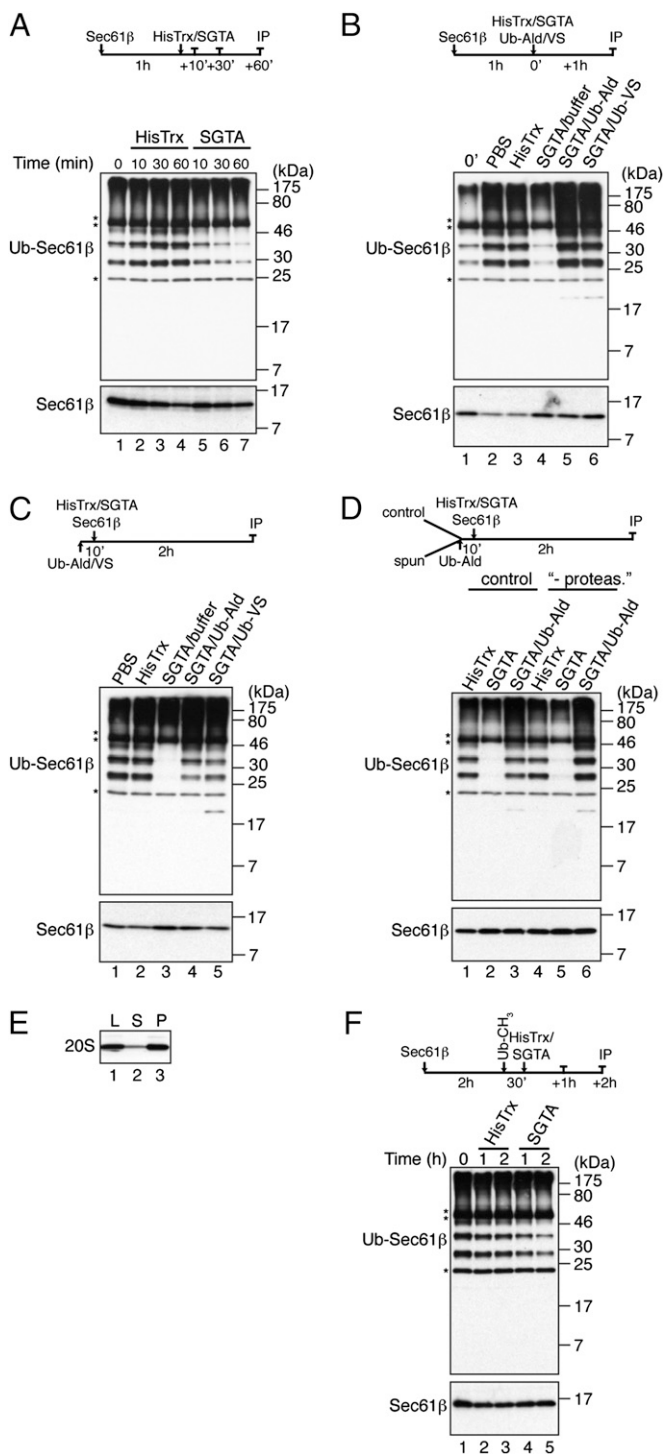 A
Sec61β HisTrx/SGTA IP
1h +10' +30' +60'
HisTrx SGTA
Time (min) 0 10 30 60 10 30 60 (kDa)
175
80
*
* 46
Ub-Sec61β
30
25
*
17
7
17
Sec61β
7
1 2 3 4 5 6 7
B
HisTrx/SGTA
Sec61β Ub-Ald/VS IP
1h 0' +1h
0' PBS HisTrx SGTA/buffer SGTA/Ub-Ald SGTA/Ub-VS
(kDa)
175
80
*
* 46
Ub-Sec61β
30
25
*
17
7
17
Sec61β
7
1 2 3 4 5 6
C
HisTrx/SGTA
Sec61β IP
10' 2h
Ub-Ald/VS
PBS HisTrx SGTA/buffer SGTA/Ub-Ald SGTA/Ub-VS
(kDa)
175
80
*
* 46
Ub-Sec61β
30
25
*
17
7
17
Sec61β
7
1 2 3 4 5
D
HisTrx/SGTA
control Sec61β IP
10' 2h
spun Ub-Ald
control "- proteas."
HisTrx SGTA SGTA/Ub-Ald HisTrx SGTA SGTA/Ub-Ald
(kDa)
175
80
*
* 46
Ub-Sec61β
30
25
*
17
7
17
Sec61β
7
1 2 3 4 5 6
E
L S P
20S
1 2 3
F
Sec61β Ub-CH3 HisTrx/ IP
SGTA
2h 30' +1h +2h
HisTrx SGTA
Time (h) 0 1 2 1 2 (kDa)
175
80
*
* 46
Ub-Sec61β
30
25
*
17
7
17
Sec61β
1 2 3 4 5